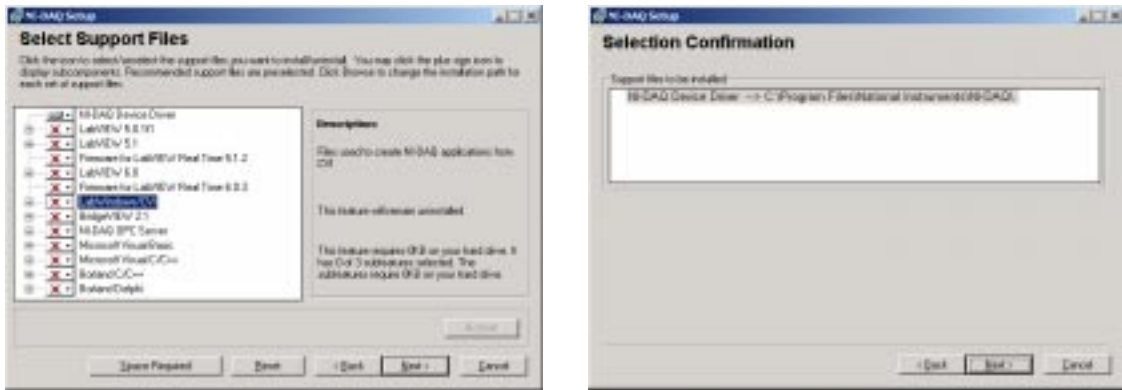 NI-DAQ Setup
Select Support Files
Click the icon to select/unselect the support files you want to install/uninstall. You may click the plus sign icon to
display subcomponents. Recommended support files are preselected. Click Browse to change the installation path for
each set of support files.
NI-DAQ Device Driver
LabVIEW 5.1
Firmware for LabVIEW Real Time 5.1.2
LabVIEW 6.0
Firmware for LabVIEW Real Time 6.0.3
LabWindows/CVI
BridgeVIEW 2.1
NI-DAQ OPC Server
Microsoft Visual Basic
Microsoft Visual C/C++
Borland C/C++
Borland Delphi
Description
Files used to create NI-DAQ applications from
CVI
This feature will remain uninstalled
This feature requires 0KB on your hard drive. It
has 0 of 3 subfeatures selected. The
subfeatures require 0KB on your hard drive.
Browse
Space Required
Reset
< Back
Next >
Cancel
NI-DAQ Setup
Selection Confirmation
Support files to be installed
NI-DAQ Device Driver --> C:\Program Files\National Instruments\NI-DAQ\
< Back
Next >
Cancel